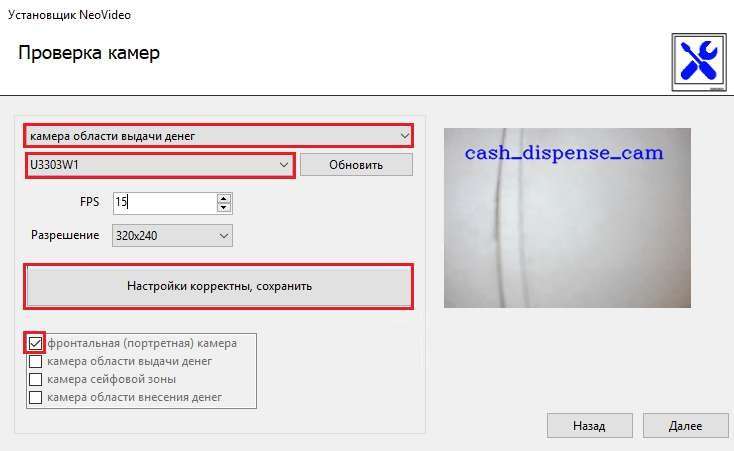 Установщик NeoVideo
Проверка камер
камера области выдачи денег
U3303W1
Обновить
FPS 15
Разрешение 320x240
Настройки корректны, сохранить
фронтальная (портретная) камера
камера области выдачи денег
камера сейфовой зоны
камера области внесения денег
cash_dispense_cam
Назад Далее